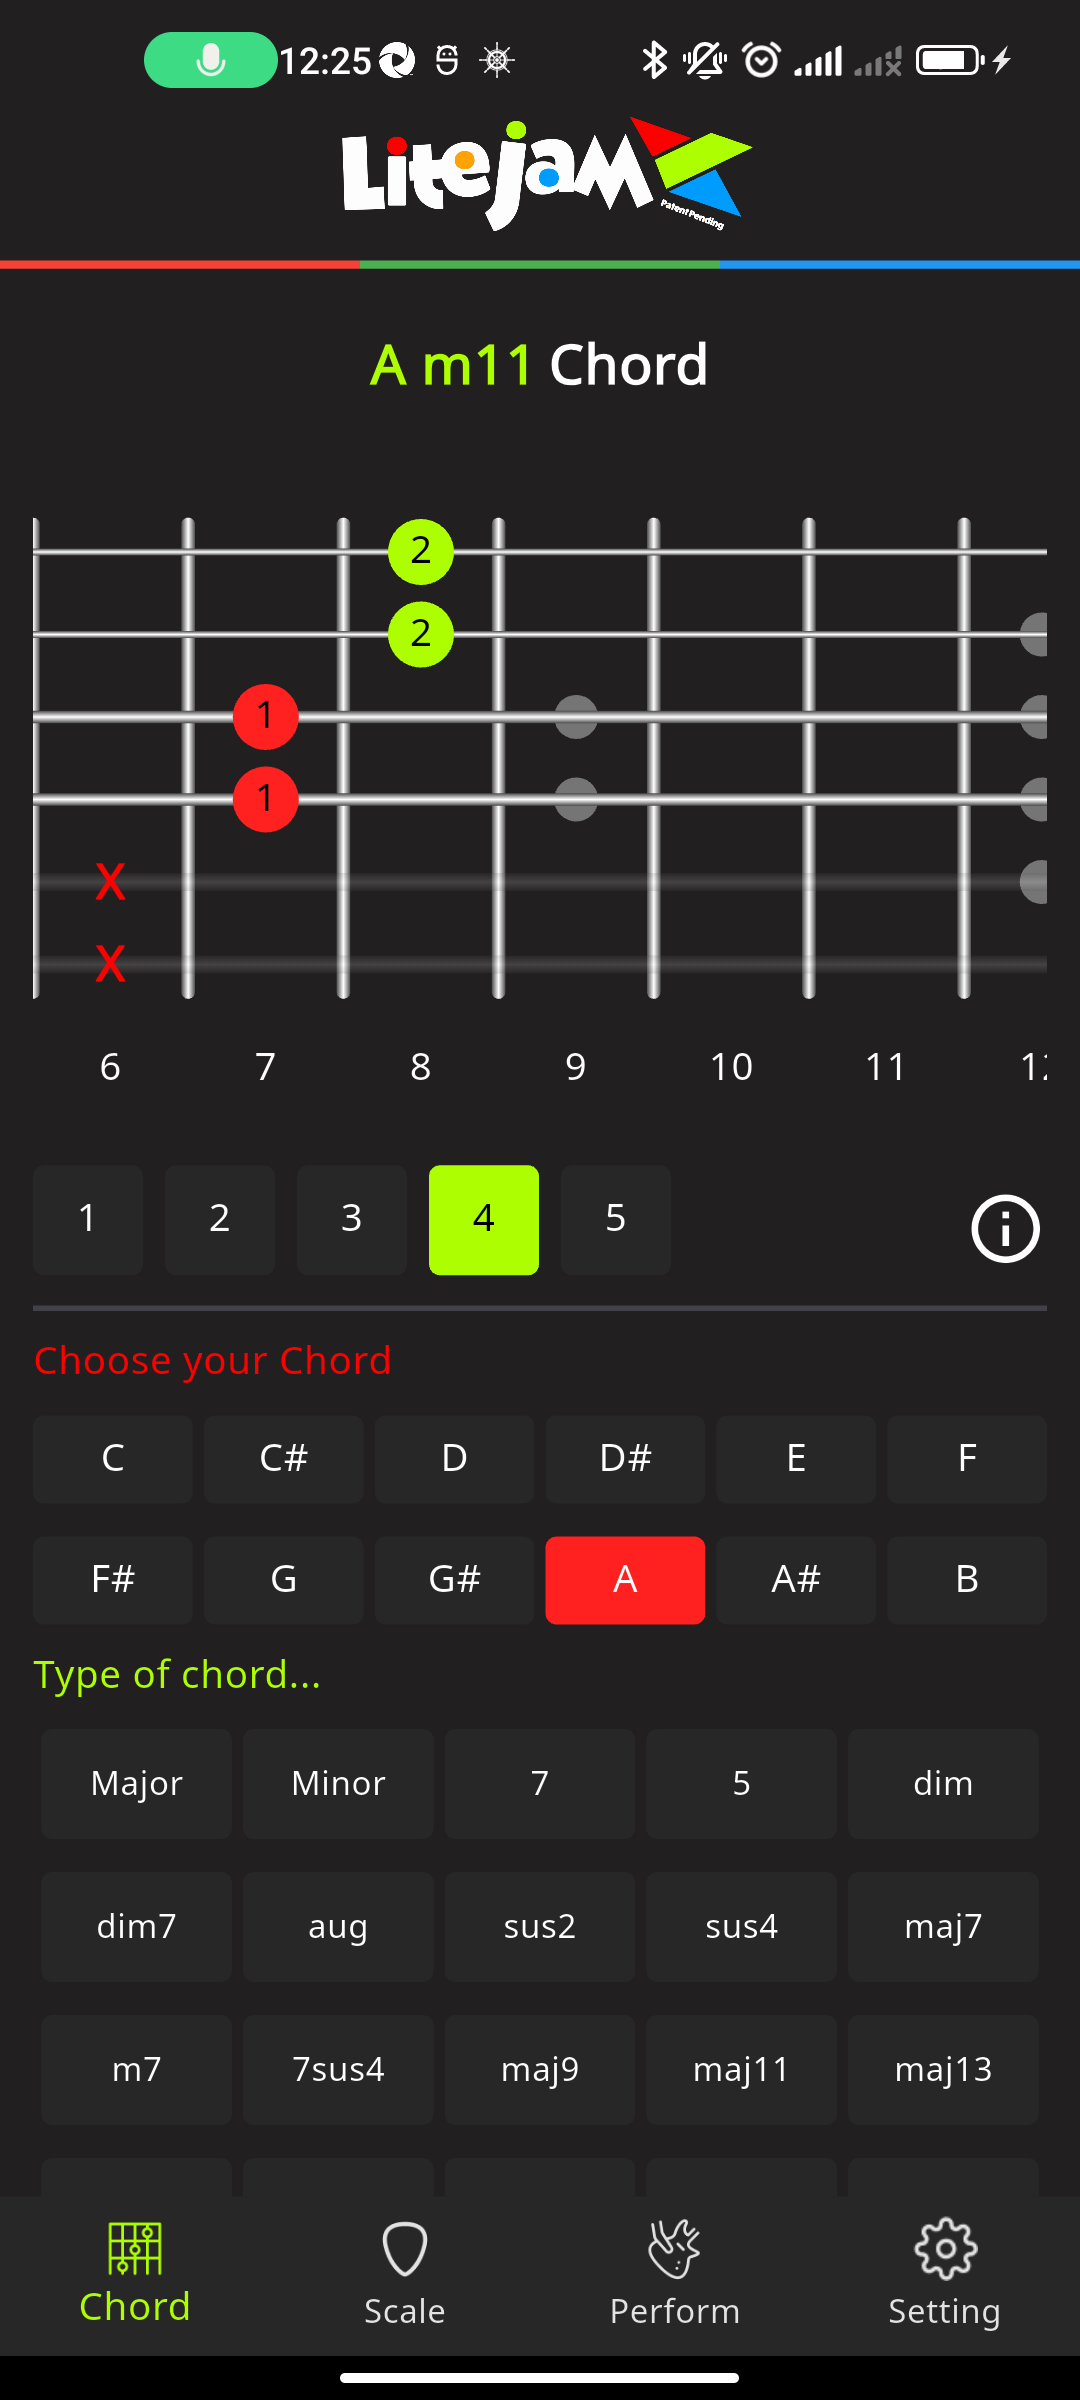 12:25
LiteJam
Patent Pending
A m11 Chord
2
2
1
1
X
X
6 7 8 9 10 11 12
1 2 3 4 5
Choose your Chord
C C# D D# E F
F# G G# A A# B
Type of chord...
Major Minor 7 5 dim
dim7 aug sus2 sus4 maj7
m7 7sus4 maj9 maj11 maj13
Chord Scale Perform Setting